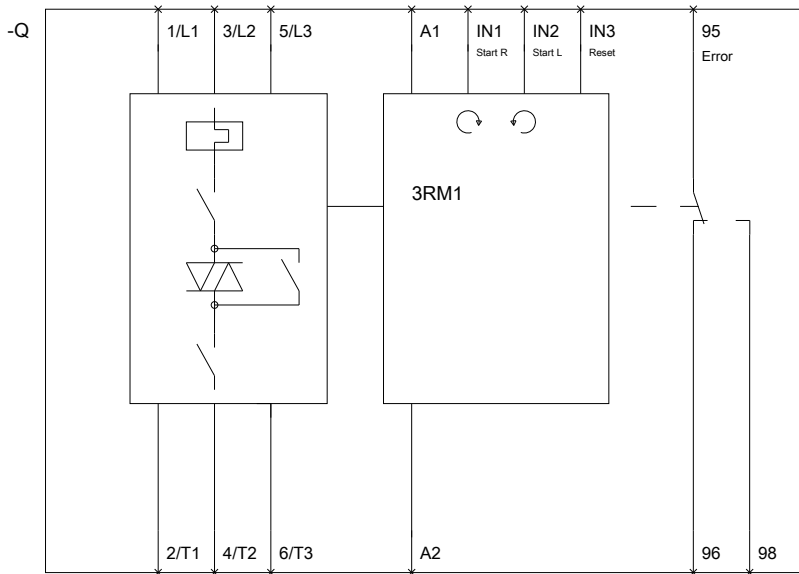 -Q
1/L1 3/L2 5/L3 A1 IN1 IN2 IN3 95
Start R Start L Reset Error
3RM1
2/T1 4/T2 6/T3 A2 96 98